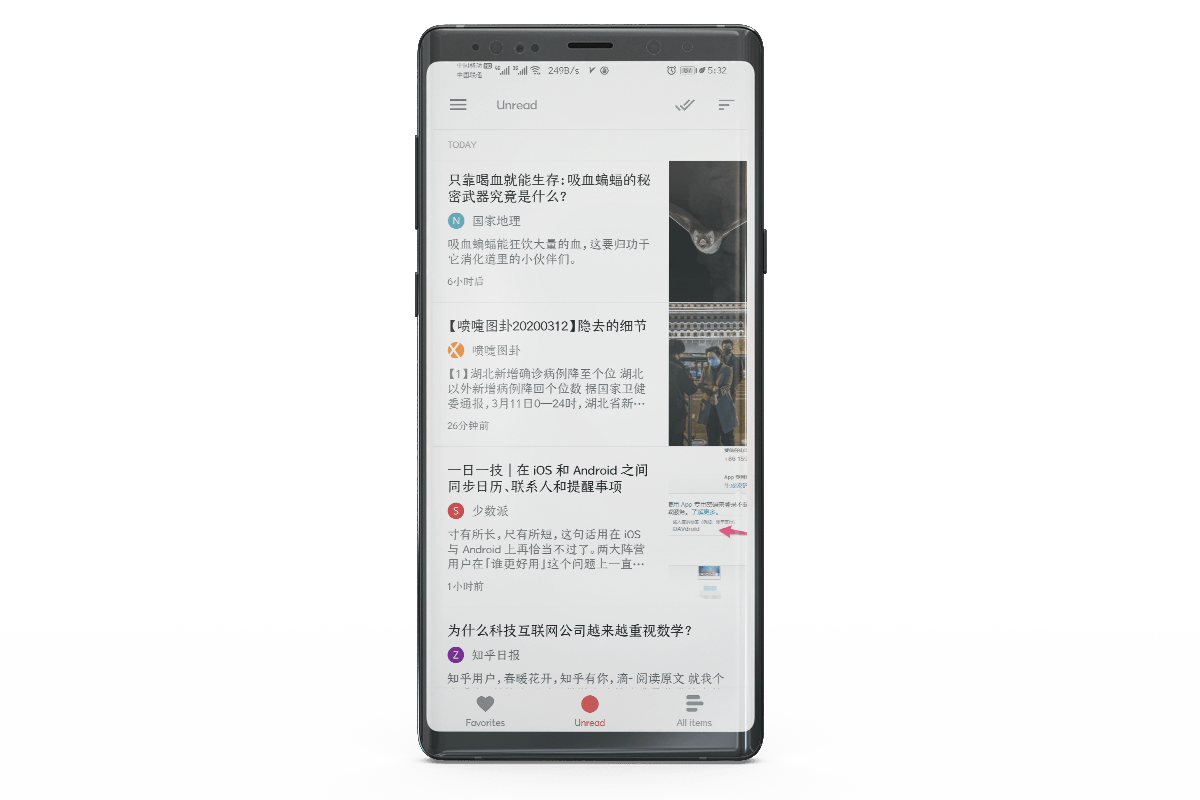 中国联通
249B/s
5:32
Unread
TODAY
只靠喝血就能生存：吸血蝙蝠的秘
密武器究竟是什么？
N 国家地理
吸血蝙蝠能狂饮大量的血，这要归功于
它消化道里的小伙伴们。
6小时后
【喷嚏图卦20200312】隐去的细节
喷嚏图卦
【1】湖北新增确诊病例降至个位 湖北
以外新增病例降回个位数 据国家卫健
委通报，3月11日0—24时，湖北省新…
26分钟前
一日一技｜在 iOS 和 Android 之间
同步日历、联系人和提醒事项
S 少数派
寸有所长，尺有所短，这句话用在 iOS
与 Android 上再恰当不过了。两大阵营
用户在「谁更好用」这个问题上一直…
1小时前
App 专用
了解更多。
DAVdroid
为什么科技互联网公司越来越重视数学？
Z 知乎日报
知乎用户，春暖花开，知乎有你，滴- 阅读原文 就我个
Favorites
Unread
All items